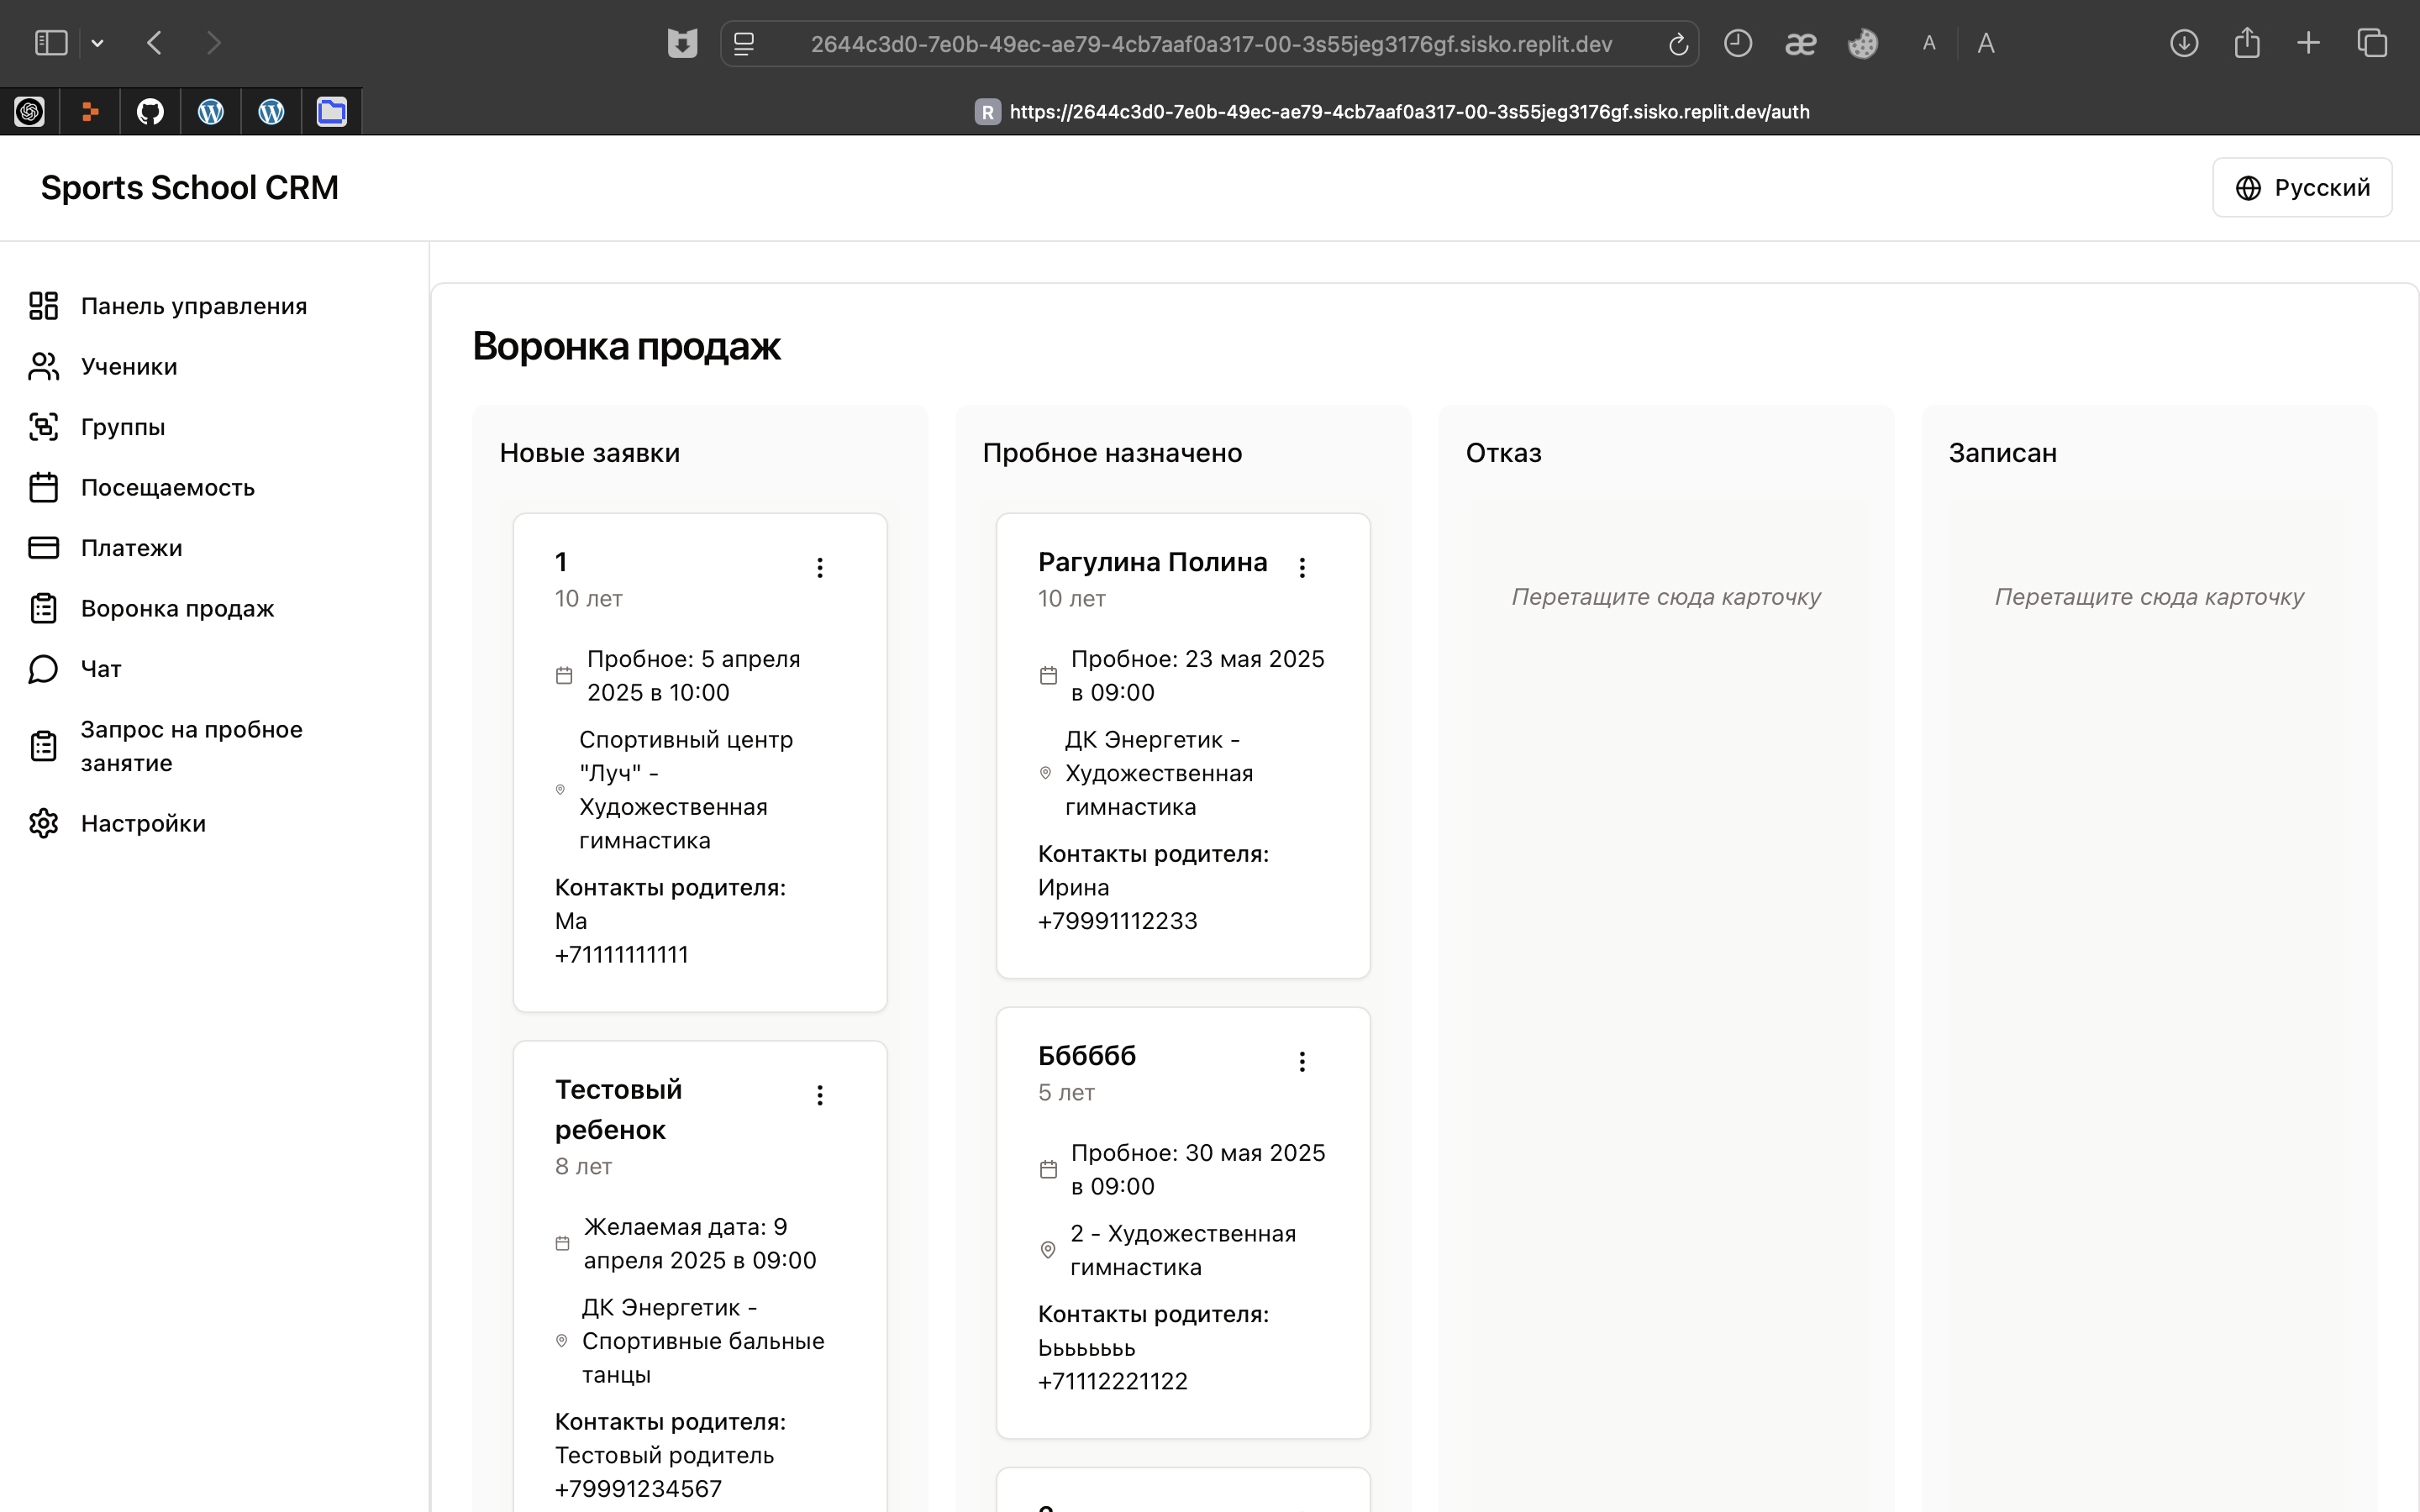 2644c3d0-7e0b-49ec-ae79-4cb7aaf0a317-00-3s55jeg3176gf.sisko.replit.dev
æ
A
A
R
https://2644c3d0-7e0b-49ec-ae79-4cb7aaf0a317-00-3s55jeg3176gf.sisko.replit.dev/auth
Sports School CRM
Русский
Панель управления
Ученики
Группы
Посещаемость
Платежи
Воронка продаж
Чат
Запрос на пробное
занятие
Настройки
Воронка продаж
Новые заявки
1
10 лет
Пробное: 5 апреля
2025 в 10:00
Спортивный центр
"Луч" -
Художественная
гимнастика
Контакты родителя:
Ма
+71111111111
Тестовый
ребенок
8 лет
Желаемая дата: 9
апреля 2025 в 09:00
ДК Энергетик -
Спортивные бальные
танцы
Контакты родителя:
Тестовый родитель
+79991234567
Пробное назначено
Рагулина Полина
10 лет
Пробное: 23 мая 2025
в 09:00
ДК Энергетик -
Художественная
гимнастика
Контакты родителя:
Ирина
+79991112233
Бббббб
5 лет
Пробное: 30 мая 2025
в 09:00
2 - Художественная
гимнастика
Контакты родителя:
Ььььььь
+71112221122
Отказ
Перетащите сюда карточку
Записан
Перетащите сюда карточку